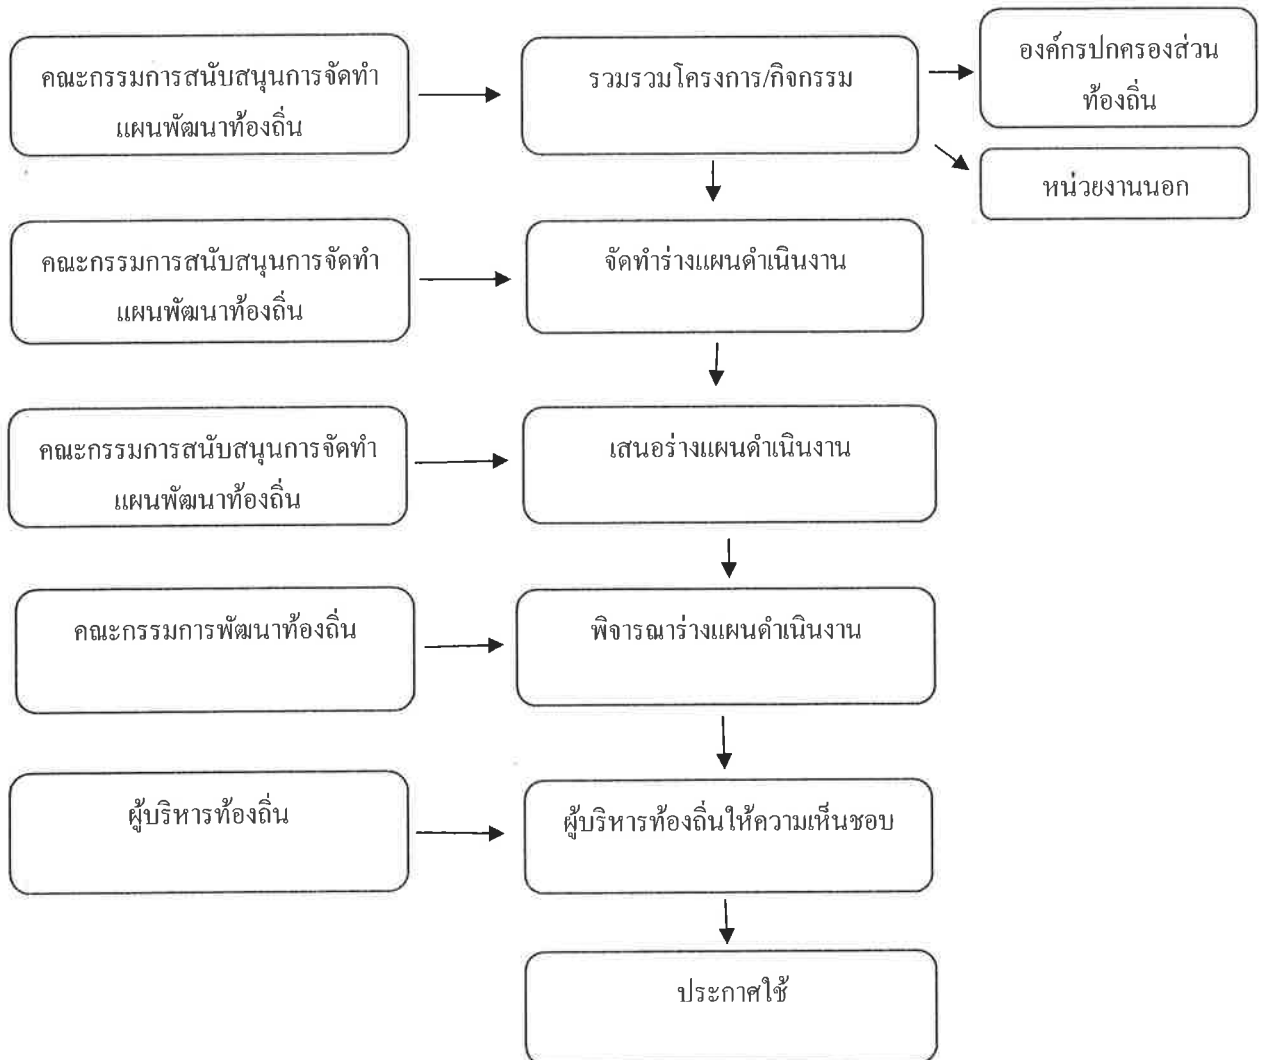 คณะกรรมการสนับสนุนการจัดทำ
แผนพัฒนาท้องถิ่น
รวมรวมโครงการ/กิจกรรม
องค์กรปกครองส่วน
ท้องถิ่น
หน่วยงานนอก
คณะกรรมการสนับสนุนการจัดทำ
แผนพัฒนาท้องถิ่น
จัดทำร่างแผนดำเนินงาน
คณะกรรมการสนับสนุนการจัดทำ
แผนพัฒนาท้องถิ่น
เสนอร่างแผนดำเนินงาน
คณะกรรมการพัฒนาท้องถิ่น
พิจารณาร่างแผนดำเนินงาน
ผู้บริหารท้องถิ่น
ผู้บริหารท้องถิ่นให้ความเห็นชอบ
ประกาศใช้